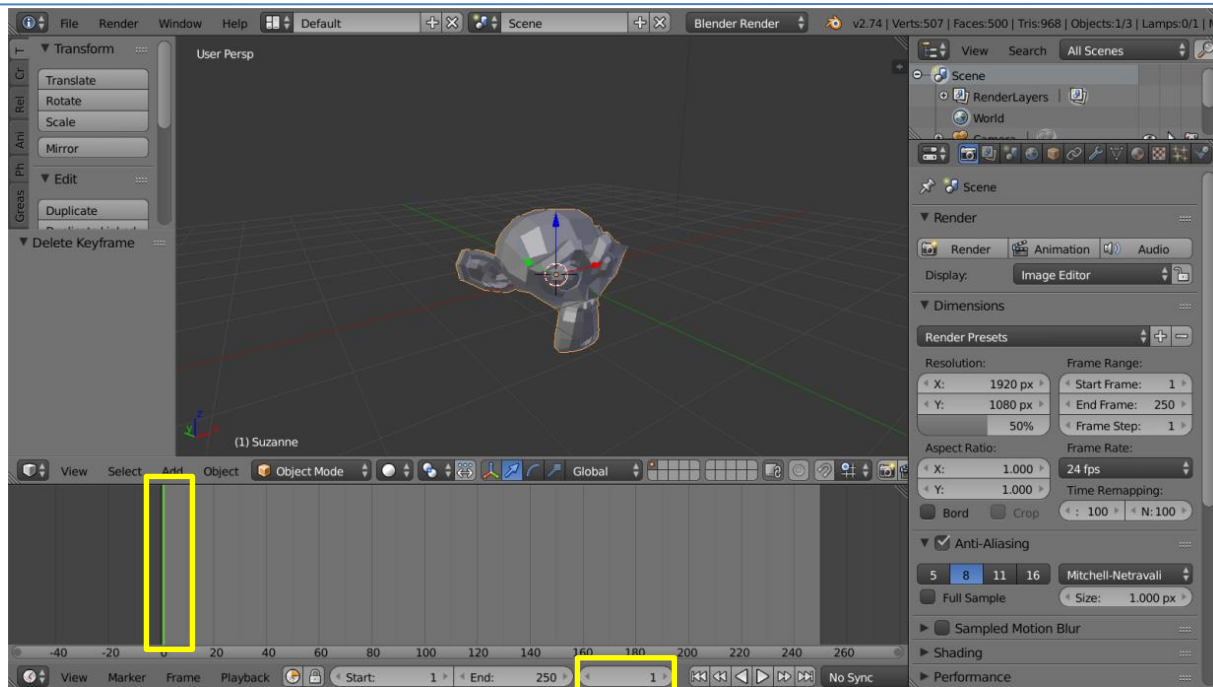 File Render Window Help Default Scene Blender Render v2.74 | Verts:507 | Faces:500 | Tris:968 | Objects:1/3 | Lamps:0/1 |
Transform
Translate
Rotate
Scale
Mirror
Edit
Duplicate
Delete Keyframe
Cr
Rel
Ani
Ph
Greas
User Persp
z
y
(1) Suzanne
View Search All Scenes
Scene
RenderLayers
World
Camera
Scene
Render
Render Animation Audio
Display: Image Editor
Dimensions
Render Presets
Resolution: Frame Range:
X: 1920 px Start Frame: 1
Y: 1080 px End Frame: 250
50% Frame Step: 1
Aspect Ratio: Frame Rate:
X: 1.000 24 fps
Y: 1.000 Time Remapping:
Bord Crop : 100 N: 100
Anti-Aliasing
5 8 11 16 Mitchell-Netravali
Full Sample Size: 1.000 px
Sampled Motion Blur
Shading
Performance
View Select Add Object Object Mode Global
-40 -20 0 20 40 60 80 100 120 140 160 180 200 220 240 260
View Marker Frame Playback Start: 1 End: 250 1 No Sync